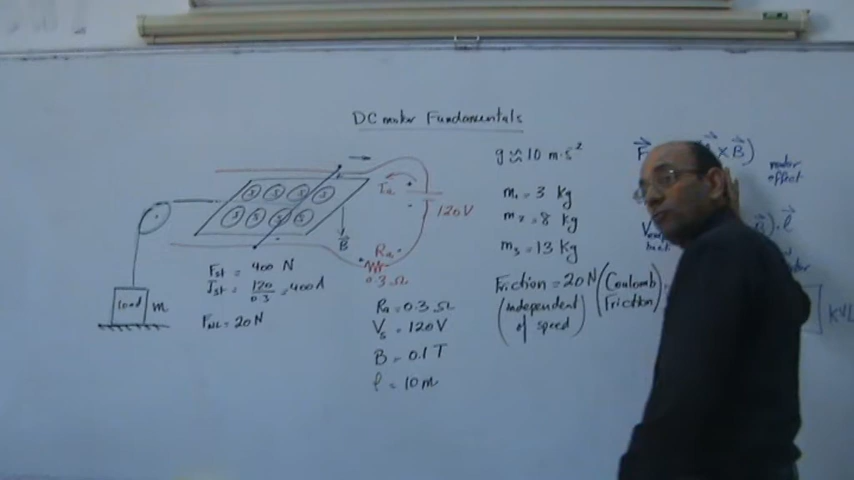 DC motor Fundamentals
g ≈ 10 m·s⁻²
m₁ = 3 kg
m₂ = 8 kg
m₃ = 13 kg
Friction = 20 N (Coulomb Friction)
(independent of speed)
motor effect
× B)
). l
KVL
Ia
120V
B
Ra
0.3 Ω
load
m
Fst = 400 N
Ist = 120/0.3 = 400A
FNL = 20 N
Ra = 0.3 Ω
Vs = 120V
B = 0.1 T
l = 10 m